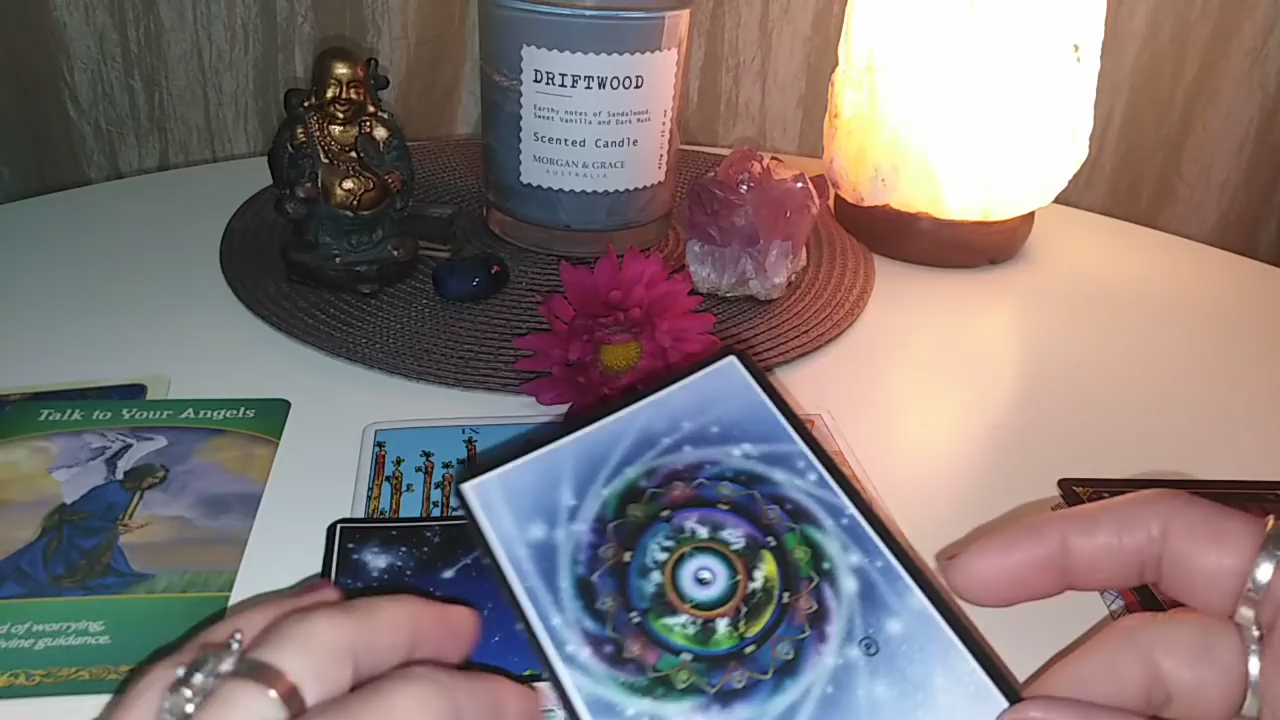 DRIFTWOOD
Earthy notes of Sandalwood,
Sweet Vanilla and Dark Musk
Scented Candle
MORGAN & GRACE
AUSTRALIA
Talk to Your Angels
IX
d of worrying,
vine guidance.